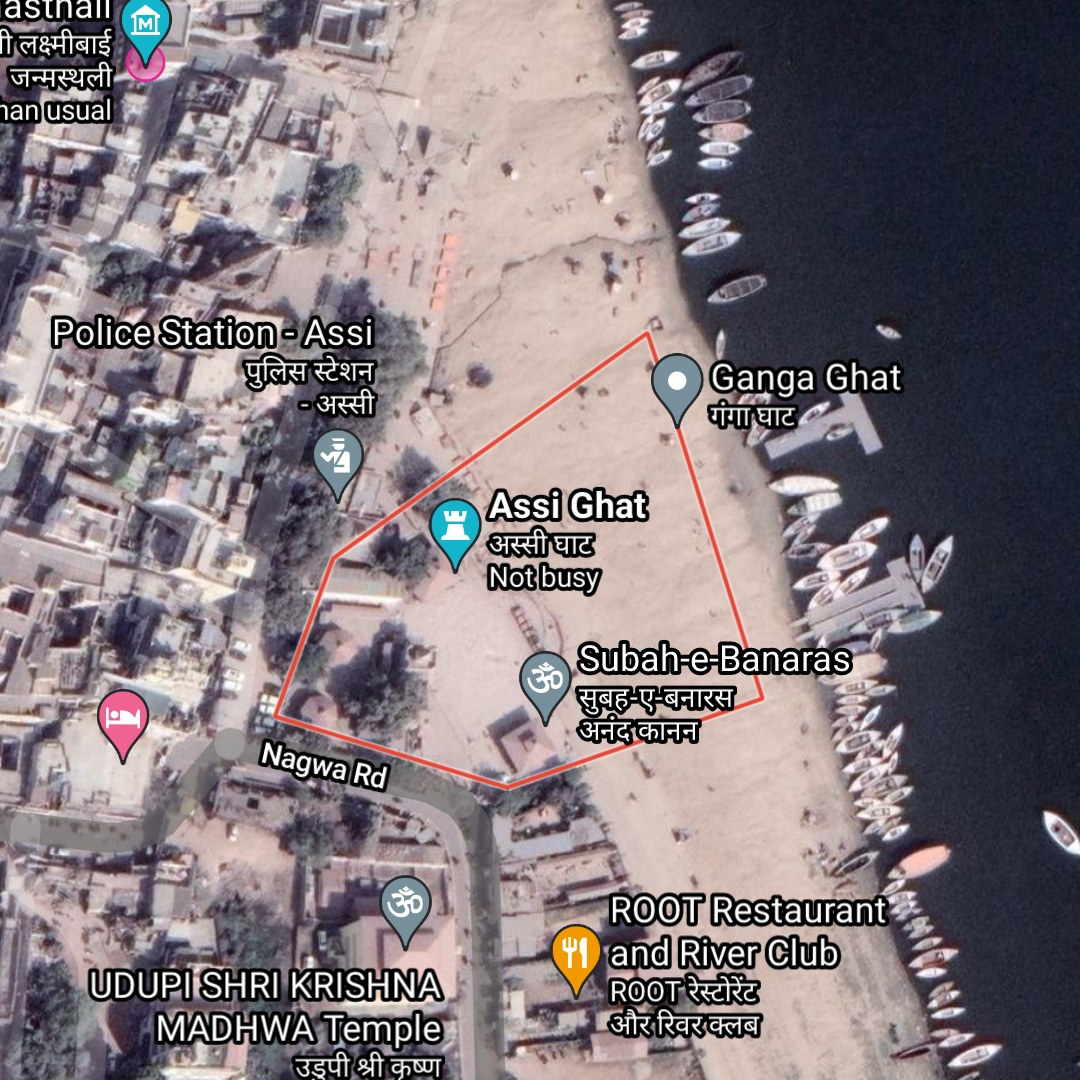 ी लक्ष्मीबाई
जन्मस्थली
han usual
Police Station - Assi
पुलिस स्टेशन
- अस्सी
Ganga Ghat
गंगा घाट
Assi Ghat
अस्सी घाट
Not busy
Subah-e-Banaras
सुबह-ए-बनारस
अनंद कानन
Nagwa Rd
ROOT Restaurant
and River Club
ROOT रेस्टोरेंट
और रिवर क्लब
UDUPI SHRI KRISHNA
MADHWA Temple
उडुपी श्री कृष्ण